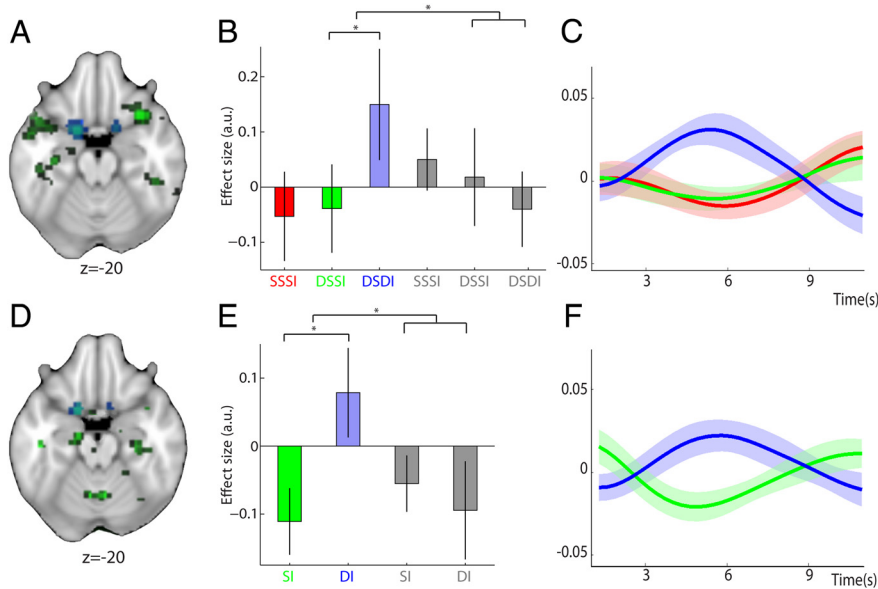 A
z=-20
B
*
*
Effect size (a.u.)
0.2
0.1
0
−0.1
SSSI
DSSI
DSDI
SSSI
DSSI
DSDI
C
0.05
0
-0.05
3
6
9
Time(s)
D
z=-20
E
*
*
Effect size (a.u.)
0.1
0
−0.1
SI
DI
SI
DI
F
0.05
0
-0.05
3
6
9
Time(s)